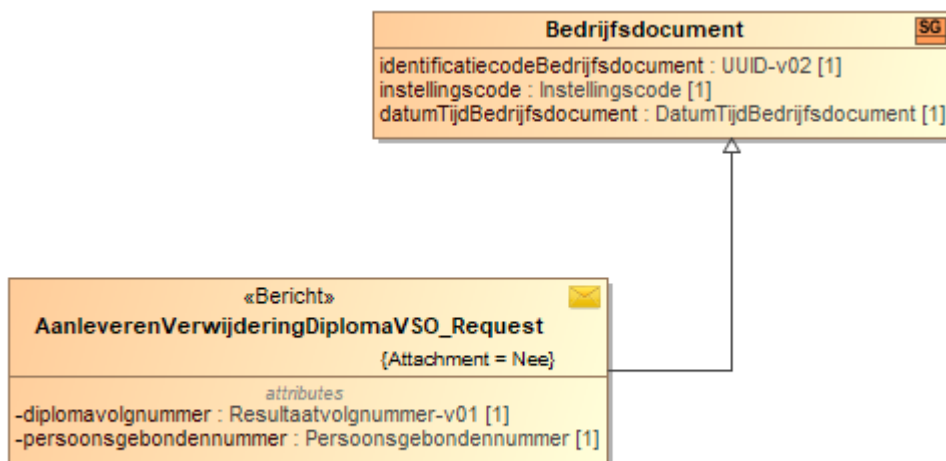 Bedrijfsdocument
SG
identificatiecodeBedrijfsdocument : UUID-v02 [1]
instellingscode : Instellingscode [1]
datumTijdBedrijfsdocument : DatumTijdBedrijfsdocument [1]
«Bericht»
AanleverenVerwijderingDiplomaVSO_Request
{Attachment = Nee}
attributes
-diplomavolgnummer : Resultaatvolgnummer-v01 [1]
-persoonsgebondennummer : Persoonsgebondennummer [1]